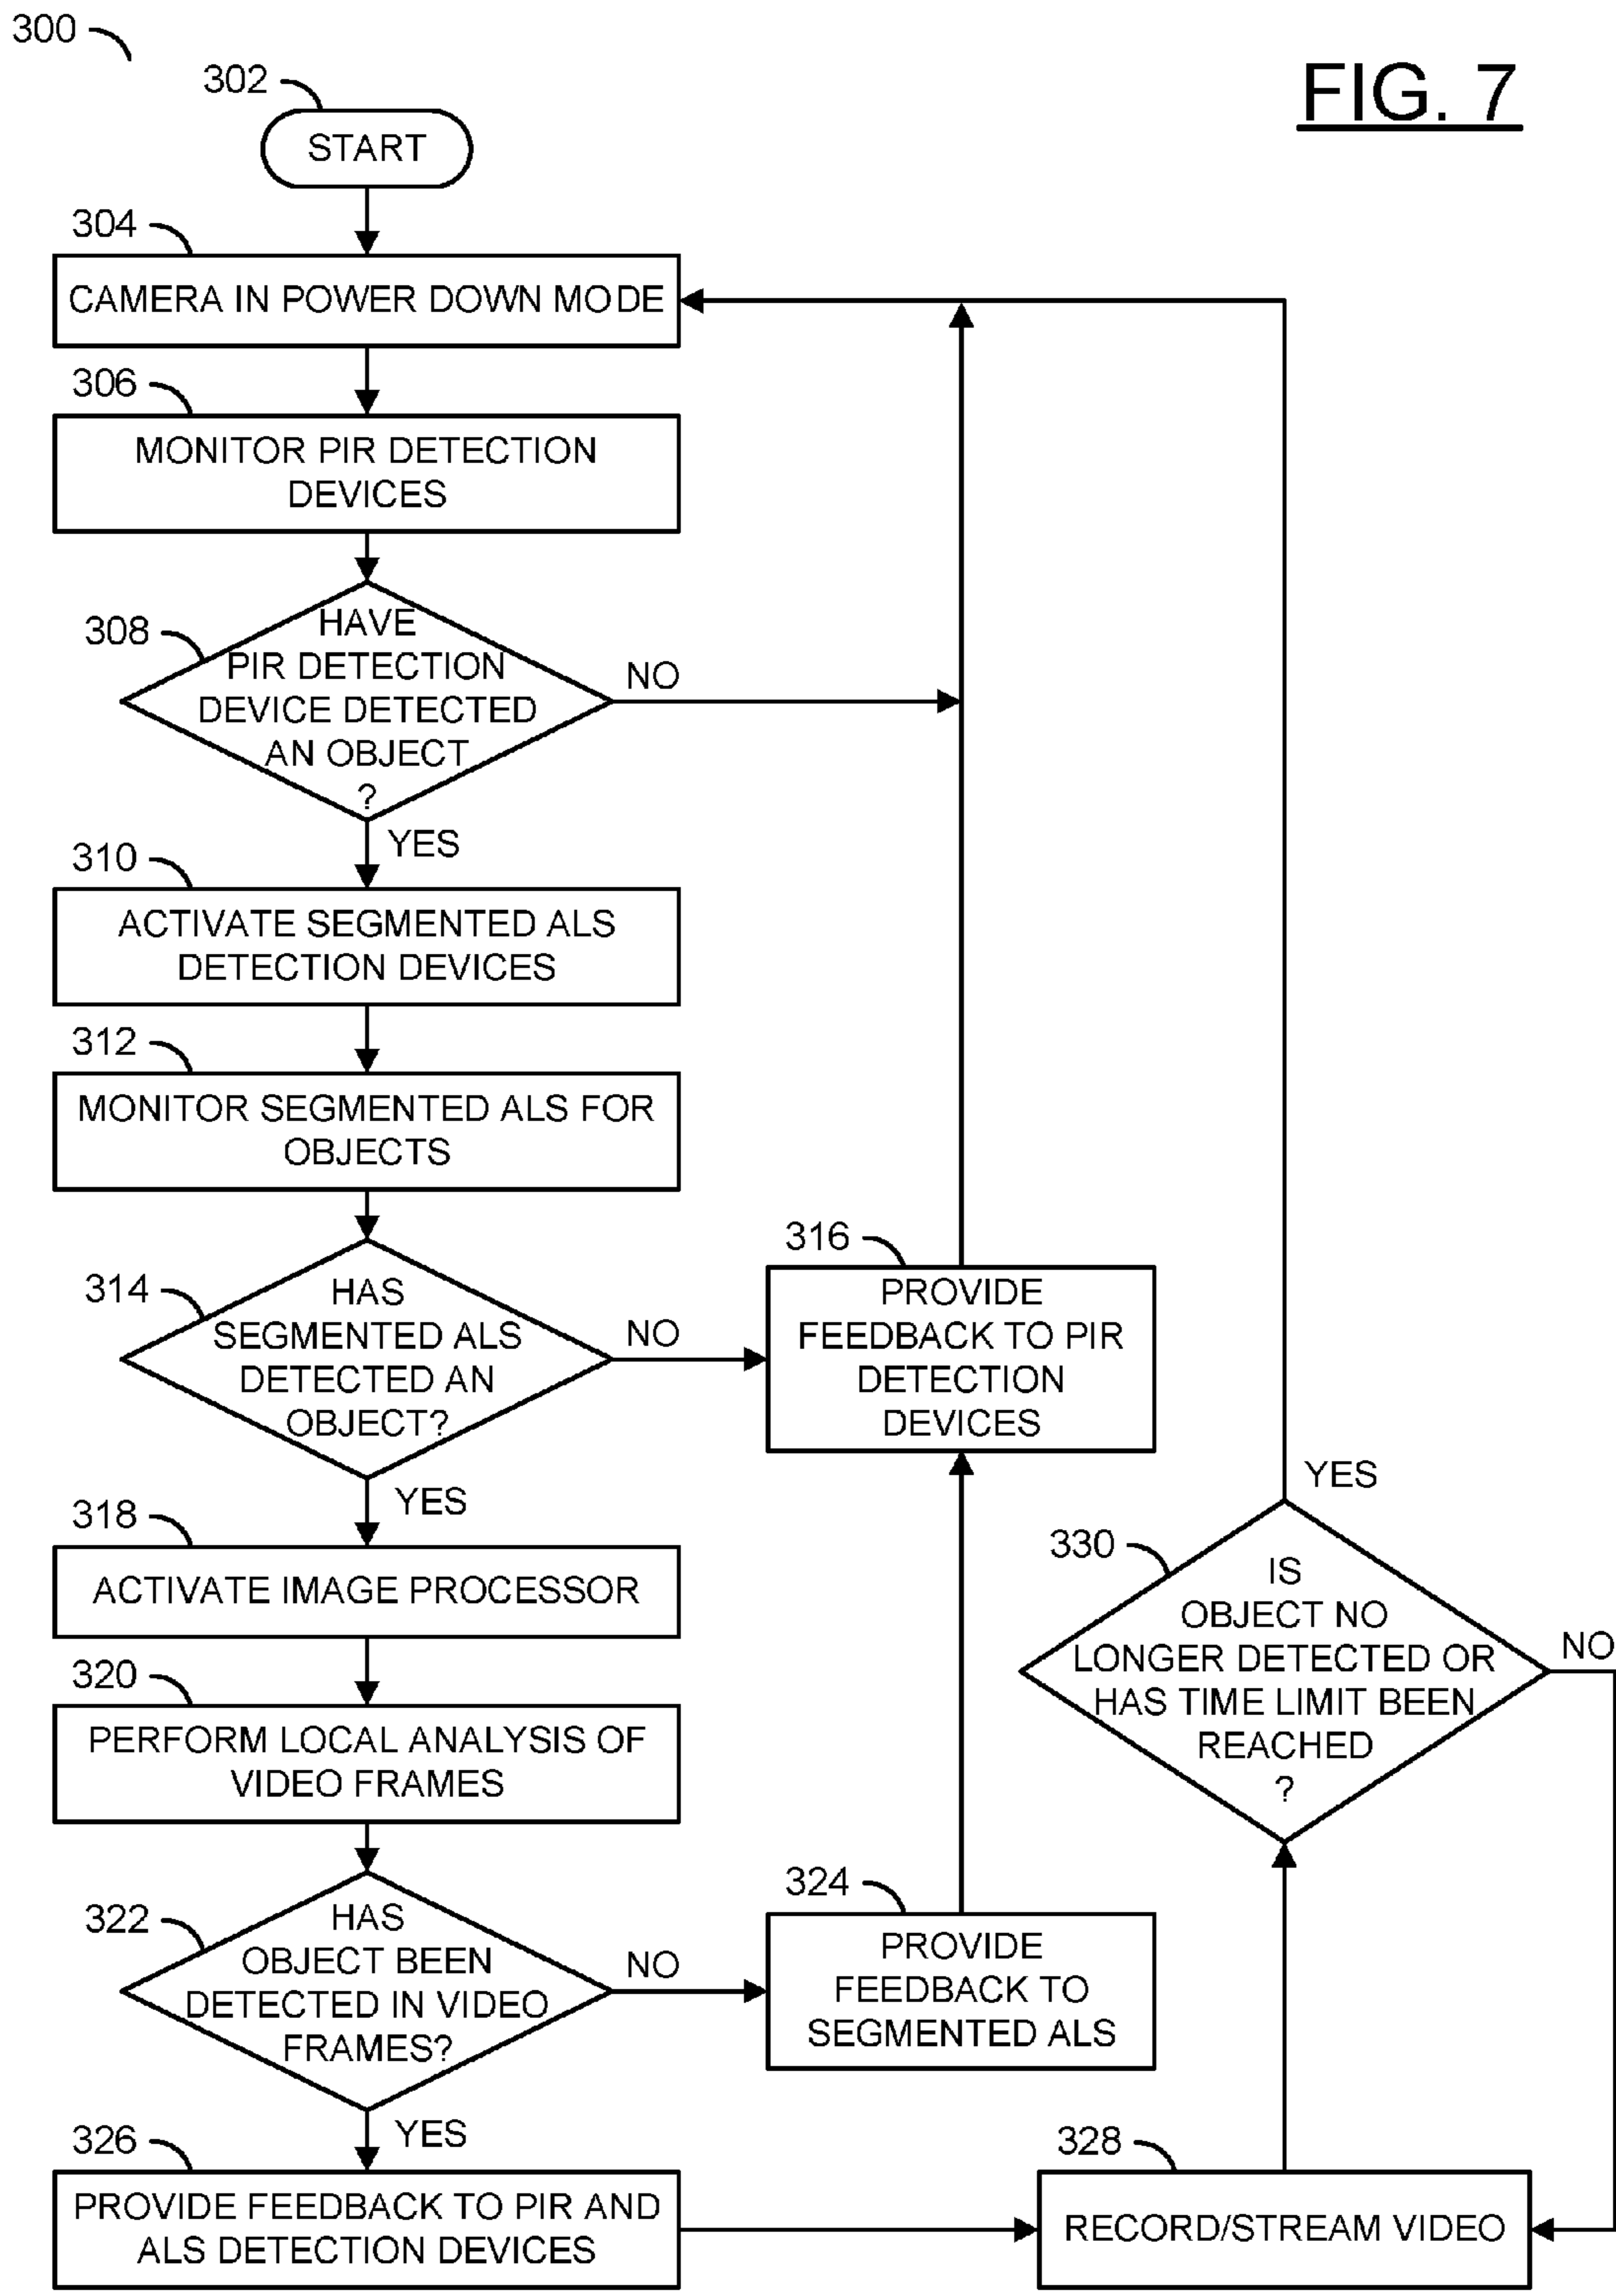 300
302
FIG. 7
START
304
CAMERA IN POWER DOWN MODE
306
MONITOR PIR DETECTION
DEVICES
308
HAVE
PIR DETECTION
DEVICE DETECTED
AN OBJECT
?
NO
YES
310
ACTIVATE SEGMENTED ALS
DETECTION DEVICES
312
MONITOR SEGMENTED ALS FOR
OBJECTS
314
HAS
SEGMENTED ALS
DETECTED AN
OBJECT?
NO
316
PROVIDE
FEEDBACK TO PIR
DETECTION
DEVICES
YES
318
ACTIVATE IMAGE PROCESSOR
320
PERFORM LOCAL ANALYSIS OF
VIDEO FRAMES
322
HAS
OBJECT BEEN
DETECTED IN VIDEO
FRAMES?
NO
324
PROVIDE
FEEDBACK TO
SEGMENTED ALS
YES
326
PROVIDE FEEDBACK TO PIR AND
ALS DETECTION DEVICES
328
RECORD/STREAM VIDEO
330
IS
OBJECT NO
LONGER DETECTED OR
HAS TIME LIMIT BEEN
REACHED
?
YES
NO